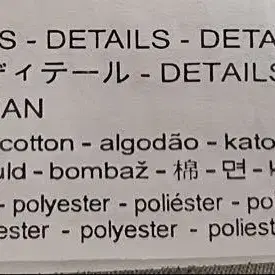 S - DETAILS - DETA
ディテール - DETAILS
AN
cotton - algodão - kato
uld - bombaž - 棉 - 면 - k
- polyester - poliéster - po
ester - polyester - poliest